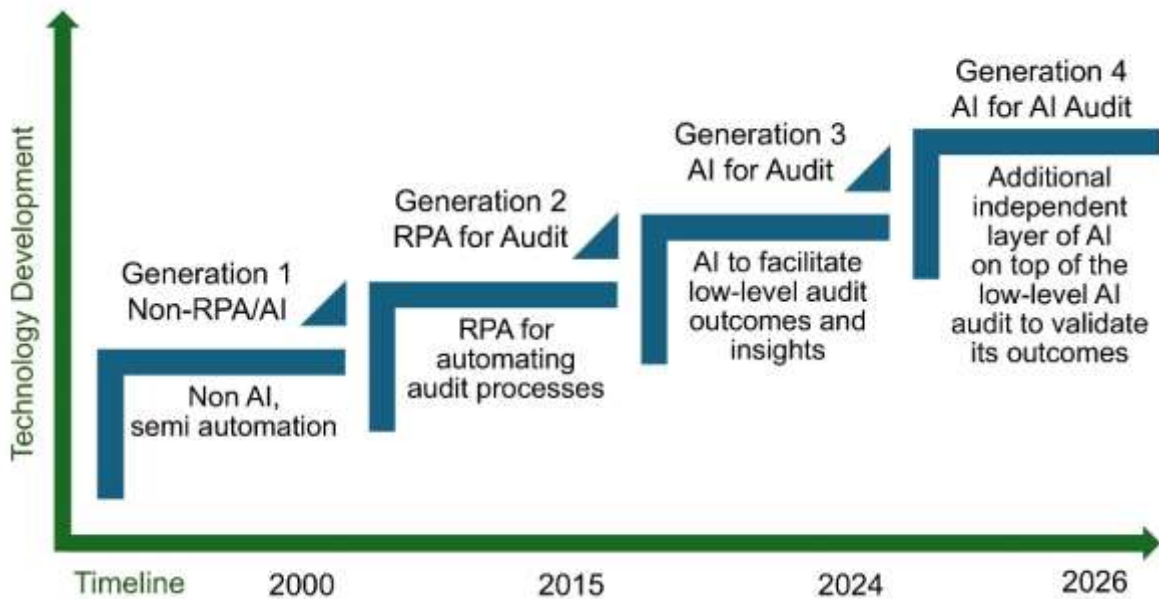 Technology Development
Generation 1
Non-RPA/AI
Non AI,
semi automation
Generation 2
RPA for Audit
RPA for
automating
audit processes
Generation 3
AI for Audit
AI to facilitate
low-level audit
outcomes and
insights
Generation 4
AI for AI Audit
Additional
independent
layer of AI
on top of the
low-level AI
audit to validate
its outcomes
Timeline
2000
2015
2024
2026